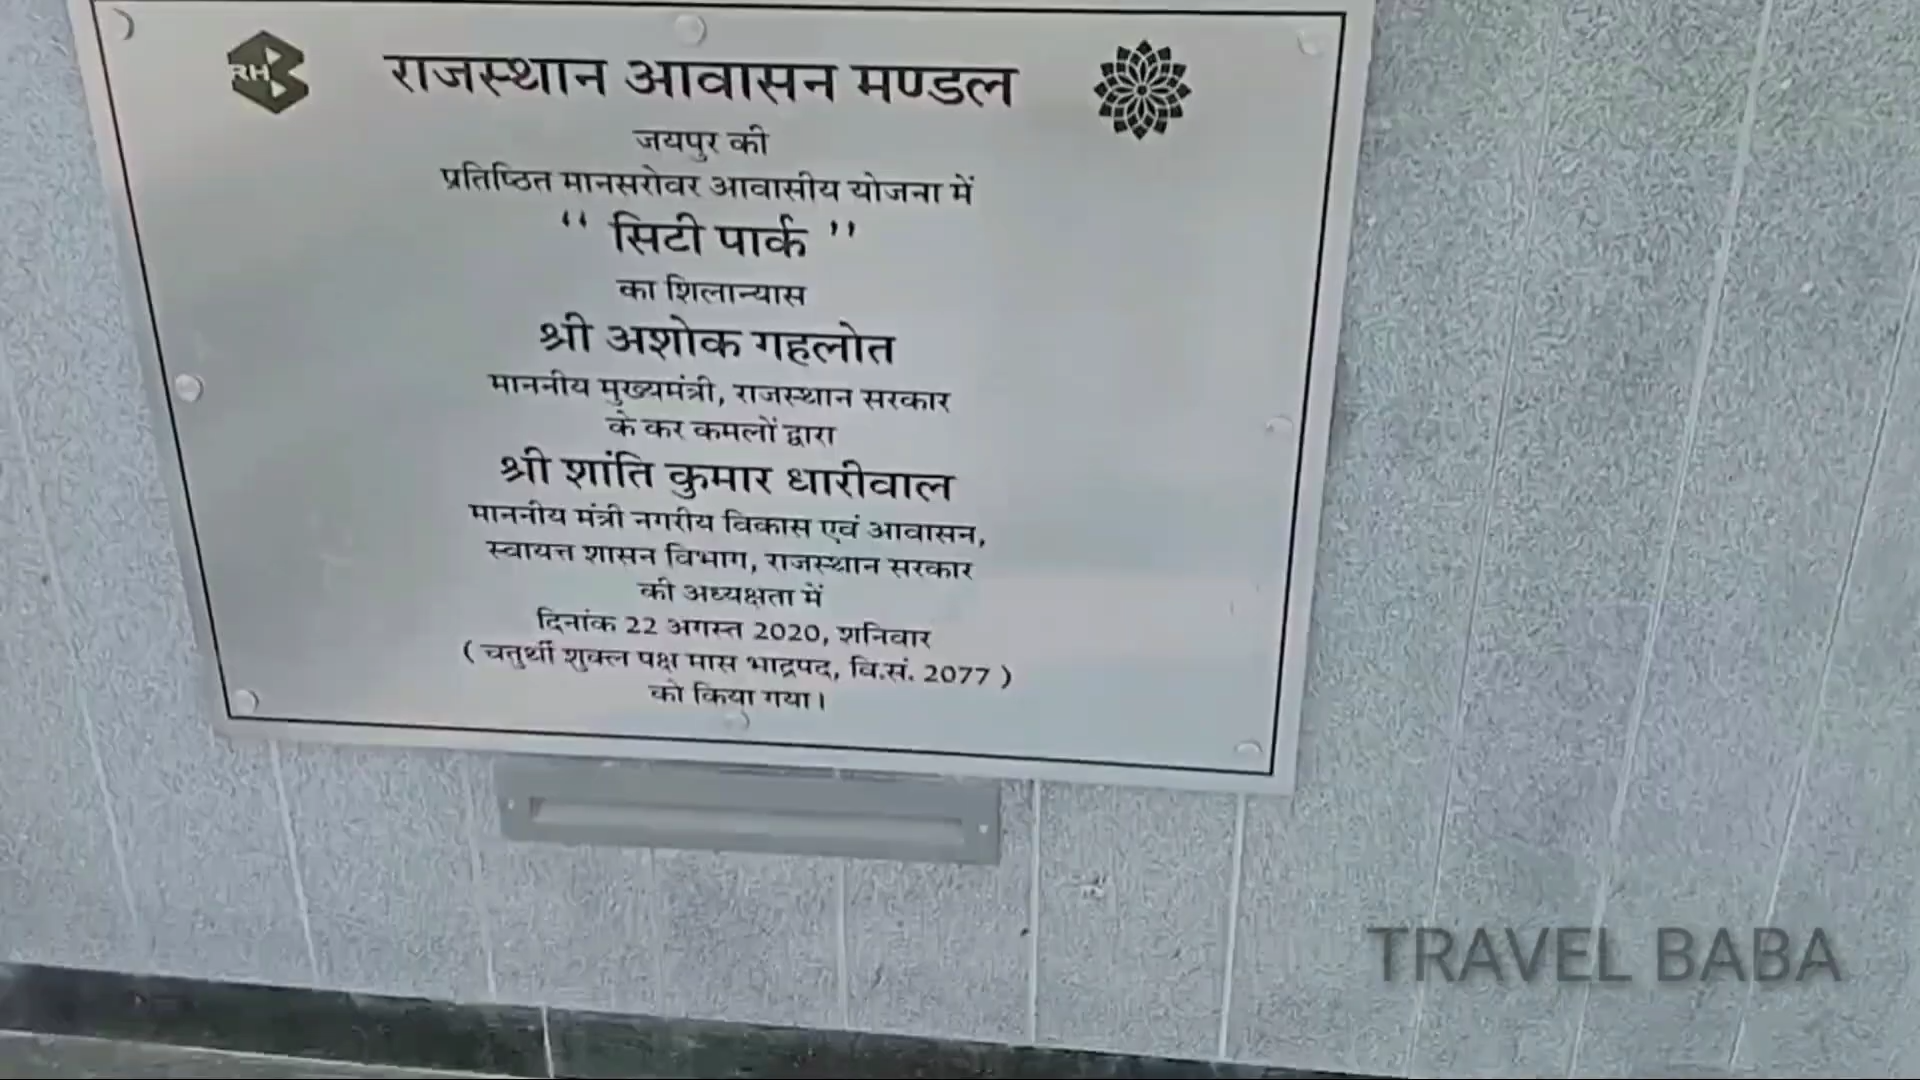 RHB
राजस्थान आवासन मण्डल
जयपुर की
प्रतिष्ठित मानसरोवर आवासीय योजना में
“ सिटी पार्क ”
का शिलान्यास
श्री अशोक गहलोत
माननीय मुख्यमंत्री, राजस्थान सरकार
के कर कमलों द्वारा
श्री शांति कुमार धारीवाल
माननीय मंत्री नगरीय विकास एवं आवासन,
स्वायत्त शासन विभाग, राजस्थान सरकार
की अध्यक्षता में
दिनांक 22 अगस्त 2020, शनिवार
( चतुर्थी शुक्ल पक्ष मास भाद्रपद, वि.सं. 2077 )
को किया गया।
TRAVEL BABA